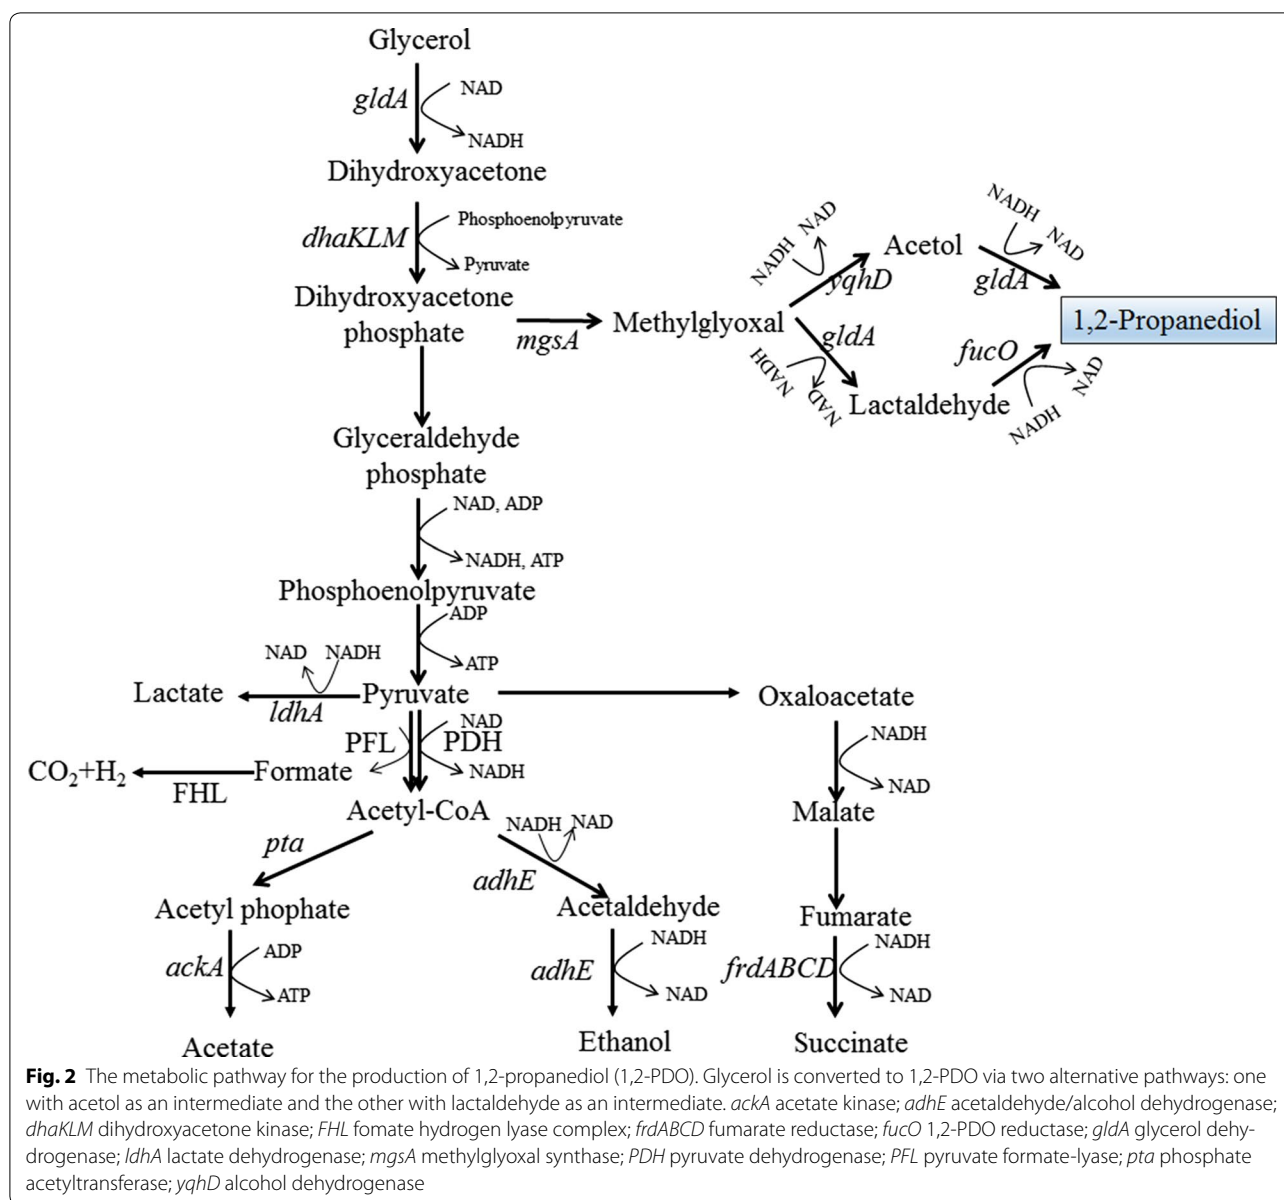 Glycerol
gldA
NAD
NADH
Dihydroxyacetone
dhaKLM
Phosphoenolpyruvate
Pyruvate
Dihydroxyacetone
phosphate
mgsA
Methylglyoxal
NADH
NAD
yqhD
Acetol
NADH
NAD
gldA
1,2-Propanediol
gldA
NADH
NAD
Lactaldehyde
fucO
NADH
NAD
Glyceraldehyde
phosphate
NAD, ADP
NADH, ATP
Phosphoenolpyruvate
ADP
ATP
NAD
NADH
Lactate
ldhA
Pyruvate
Oxaloacetate
PFL
NAD
PDH
NADH
CO2+H2
FHL
Formate
NADH
NAD
Malate
Acetyl-CoA
pta
NADH
NAD
adhE
Acetyl phophate
Acetaldehyde
Fumarate
ackA
ADP
ATP
adhE
NADH
NAD
frdABCD
NADH
NAD
Acetate
Ethanol
Succinate
Fig. 2 The metabolic pathway for the production of 1,2-propanediol (1,2-PDO). Glycerol is converted to 1,2-PDO via two alternative pathways: one
with acetol as an intermediate and the other with lactaldehyde as an intermediate. ackA acetate kinase; adhE acetaldehyde/alcohol dehydrogenase;
dhaKLM dihydroxyacetone kinase; FHL fomate hydrogen lyase complex; frdABCD fumarate reductase; fucO 1,2-PDO reductase; gldA glycerol dehy-
drogenase; ldhA lactate dehydrogenase; mgsA methylglyoxal synthase; PDH pyruvate dehydrogenase; PFL pyruvate formate-lyase; pta phosphate
acetyltransferase; yqhD alcohol dehydrogenase